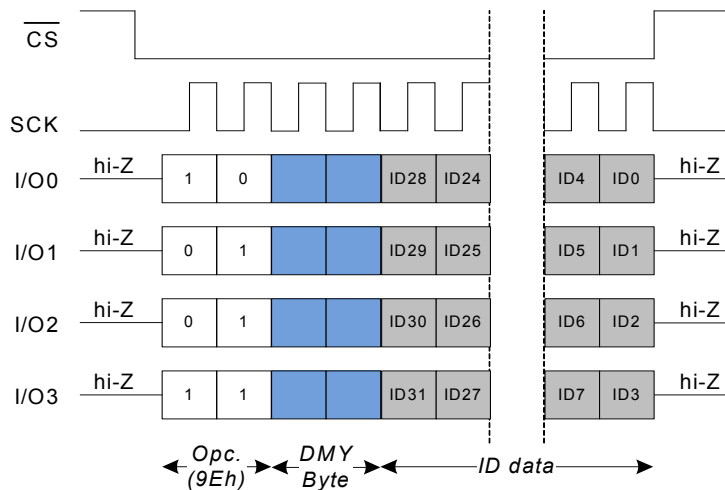 CS
SCK
I/O0 hi-Z 1 0 ID28 ID24 ID4 ID0 hi-Z
I/O1 hi-Z 0 1 ID29 ID25 ID5 ID1 hi-Z
I/O2 hi-Z 0 1 ID30 ID26 ID6 ID2 hi-Z
I/O3 hi-Z 1 1 ID31 ID27 ID7 ID3 hi-Z
Opc. DMY ID data
(9Eh) Byte